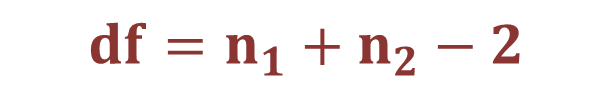 df = n₁ + n₂ − 2